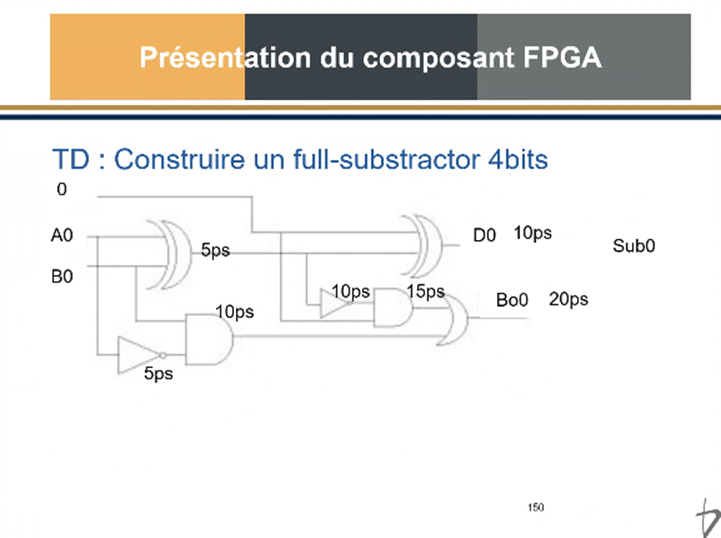 Présentation du composant FPGA
TD : Construire un full-substractor 4bits
0
A0
5ps
D0 10ps
Sub0
B0
10ps
10ps 15ps
Bo0 20ps
5ps
150